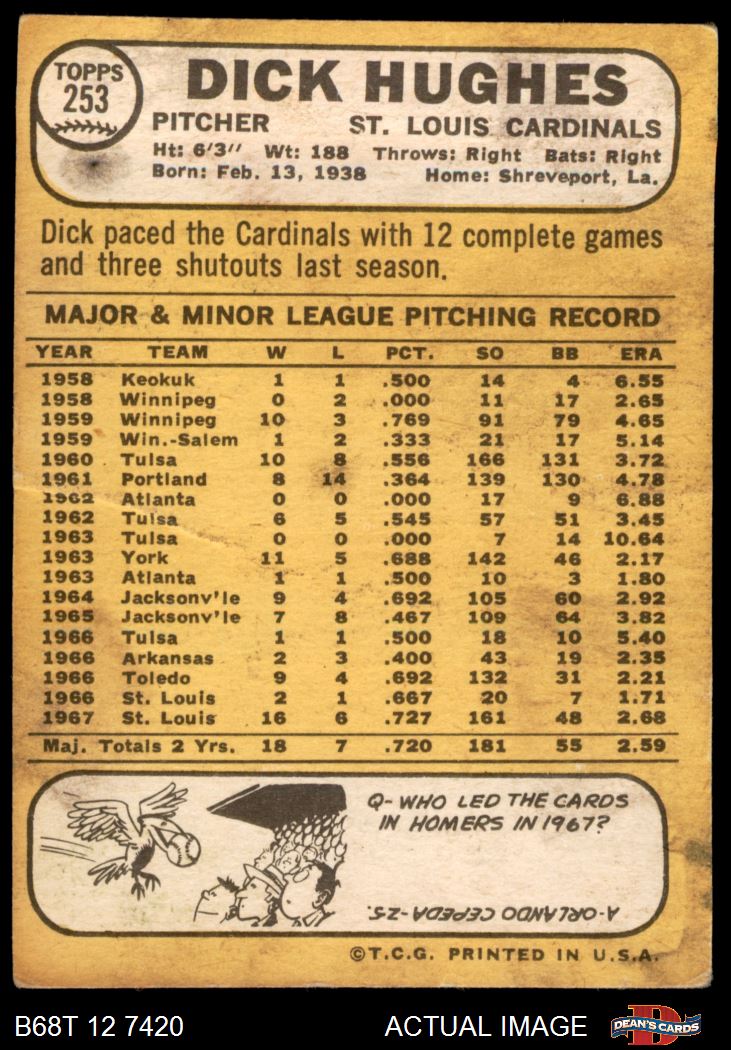 TOPPS
253
DICK HUGHES
PITCHER ST. LOUIS CARDINALS
Ht: 6'3" Wt: 188 Throws: Right Bats: Right
Born: Feb. 13, 1938 Home: Shreveport, La.
Dick paced the Cardinals with 12 complete games
and three shutouts last season.
MAJOR & MINOR LEAGUE PITCHING RECORD
YEAR TEAM W L PCT. SO BB ERA
1958 Keokuk 1 1 .500 14 4 6.55
1958 Winnipeg 0 2 .000 11 17 2.65
1959 Winnipeg 10 3 .769 91 79 4.65
1959 Win.-Salem 1 2 .333 21 17 5.14
1960 Tulsa 10 8 .556 166 131 3.72
1961 Portland 8 14 .364 139 130 4.78
1962 Atlanta 0 0 .000 17 9 6.88
1962 Tulsa 6 5 .545 57 51 3.45
1963 Tulsa 0 0 .000 7 14 10.64
1963 York 11 5 .688 142 46 2.17
1963 Atlanta 1 1 .500 10 3 1.80
1964 Jacksonv'le 9 4 .692 105 60 2.92
1965 Jacksonv'le 7 8 .467 109 64 3.82
1966 Tulsa 1 1 .500 18 10 5.40
1966 Arkansas 2 3 .400 43 19 2.35
1966 Toledo 9 4 .692 132 31 2.21
1966 St. Louis 2 1 .667 20 7 1.71
1967 St. Louis 16 6 .727 161 48 2.68
Maj. Totals 2 Yrs. 18 7 .720 181 55 2.59
Q- WHO LED THE CARDS
IN HOMERS IN 1967?
A-ORLANDO CEPEDA-25.
©T.C.G. PRINTED IN U.S.A.
B68T 12 7420 ACTUAL IMAGE
D
DEAN'S CARDS